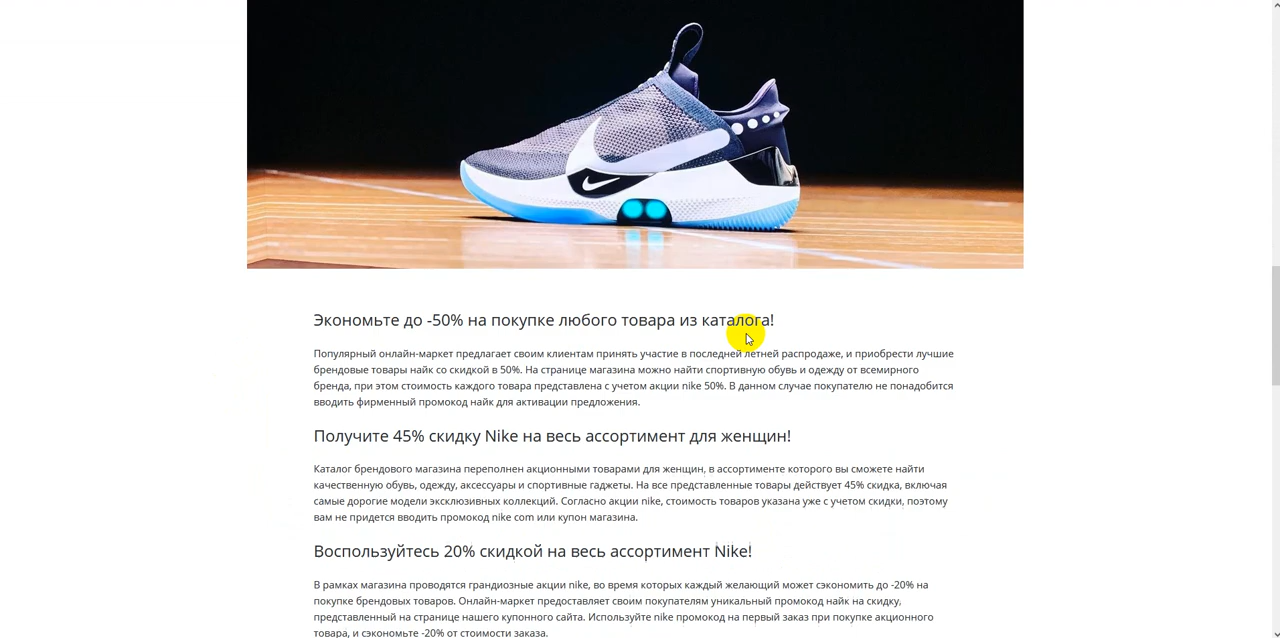 Экономьте до -50% на покупке любого товара из каталога!
Популярный онлайн-маркет предлагает своим клиентам принять участие в последней летней распродаже, и приобрести лучшие
брендовые товары найк со скидкой в 50%. На странице магазина можно найти спортивную обувь и одежду от всемирного
бренда, при этом стоимость каждого товара представлена с учетом акции nike 50%. В данном случае покупателю не понадобится
вводить фирменный промокод найк для активации предложения.
Получите 45% скидку Nike на весь ассортимент для женщин!
Каталог брендового магазина переполнен акционными товарами для женщин, в ассортименте которого вы сможете найти
качественную обувь, одежду, аксессуары и спортивные гаджеты. На все представленные товары действует 45% скидка, включая
самые дорогие модели эксклюзивных коллекций. Согласно акции nike, стоимость товаров указана уже с учетом скидки, поэтому
вам не придется вводить промокод nike com или купон магазина.
Воспользуйтесь 20% скидкой на весь ассортимент Nike!
В рамках магазина проводятся грандиозные акции nike, во время которых каждый желающий может сэкономить до -20% на
покупке брендовых товаров. Онлайн-маркет предоставляет своим покупателям уникальный промокод найк на скидку,
представленный на странице нашего купонного сайта. Используйте nike промокод на первый заказ при покупке акционного
товара, и сэкономьте -20% от стоимости заказа.